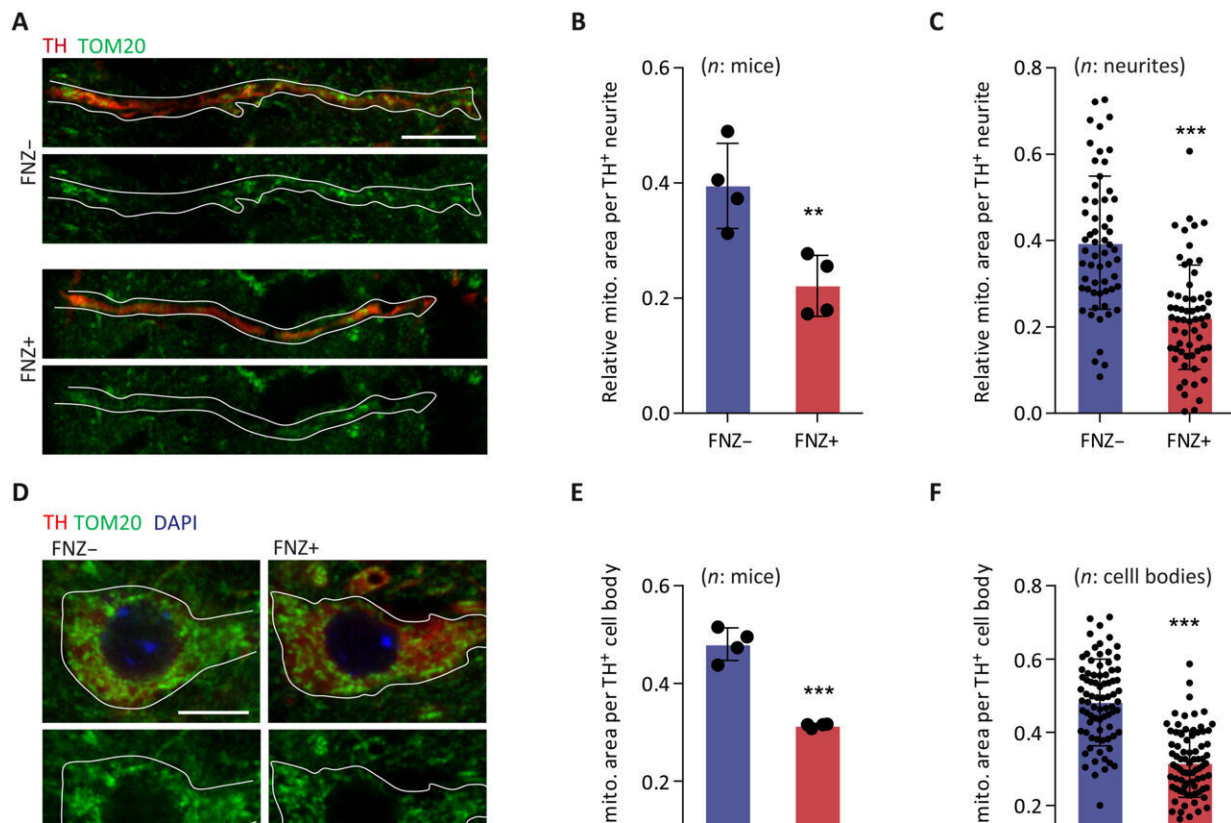 A
TH TOM20
FNZ−
FNZ+
B
(n: mice)
Relative mito. area per TH⁺ neurite
0.6
0.4
0.2
0.0
FNZ−
FNZ+
**
C
(n: neurites)
Relative mito. area per TH⁺ neurite
0.8
0.6
0.4
0.2
0.0
FNZ−
FNZ+
***
D
TH TOM20 DAPI
FNZ−
FNZ+
E
(n: mice)
mito. area per TH⁺ cell body
0.6
0.4
0.2
***
F
(n: celll bodies)
mito. area per TH⁺ cell body
0.8
0.6
0.4
0.2
***